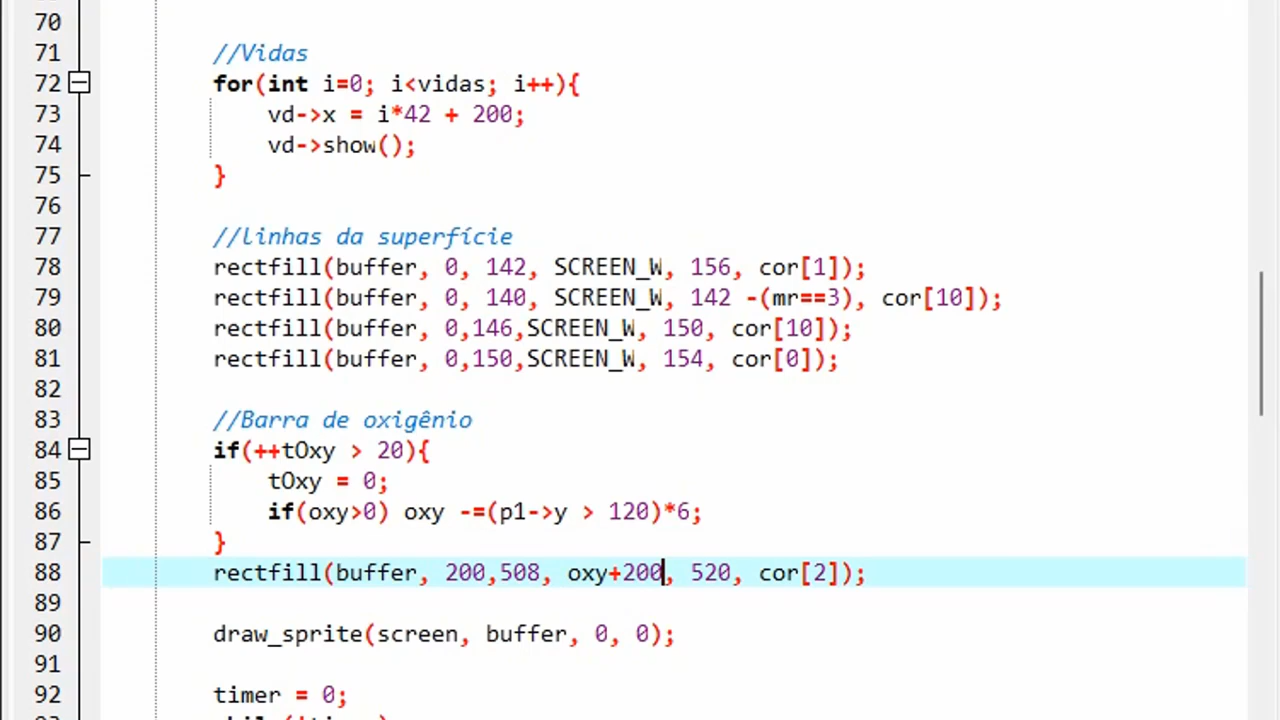 70
71 //Vidas
72 for(int i=0; i<vidas; i++){
73 vd->x = i*42 + 200;
74 vd->show();
75 }
76
77 //linhas da superfície
78 rectfill(buffer, 0, 142, SCREEN_W, 156, cor[1]);
79 rectfill(buffer, 0, 140, SCREEN_W, 142 -(mr==3), cor[10]);
80 rectfill(buffer, 0,146,SCREEN_W, 150, cor[10]);
81 rectfill(buffer, 0,150,SCREEN_W, 154, cor[0]);
82
83 //Barra de oxigênio
84 if(++tOxy > 20){
85 tOxy = 0;
86 if(oxy>0) oxy -=(p1->y > 120)*6;
87 }
88 rectfill(buffer, 200,508, oxy+200, 520, cor[2]);
89
90 draw_sprite(screen, buffer, 0, 0);
91
92 timer = 0;